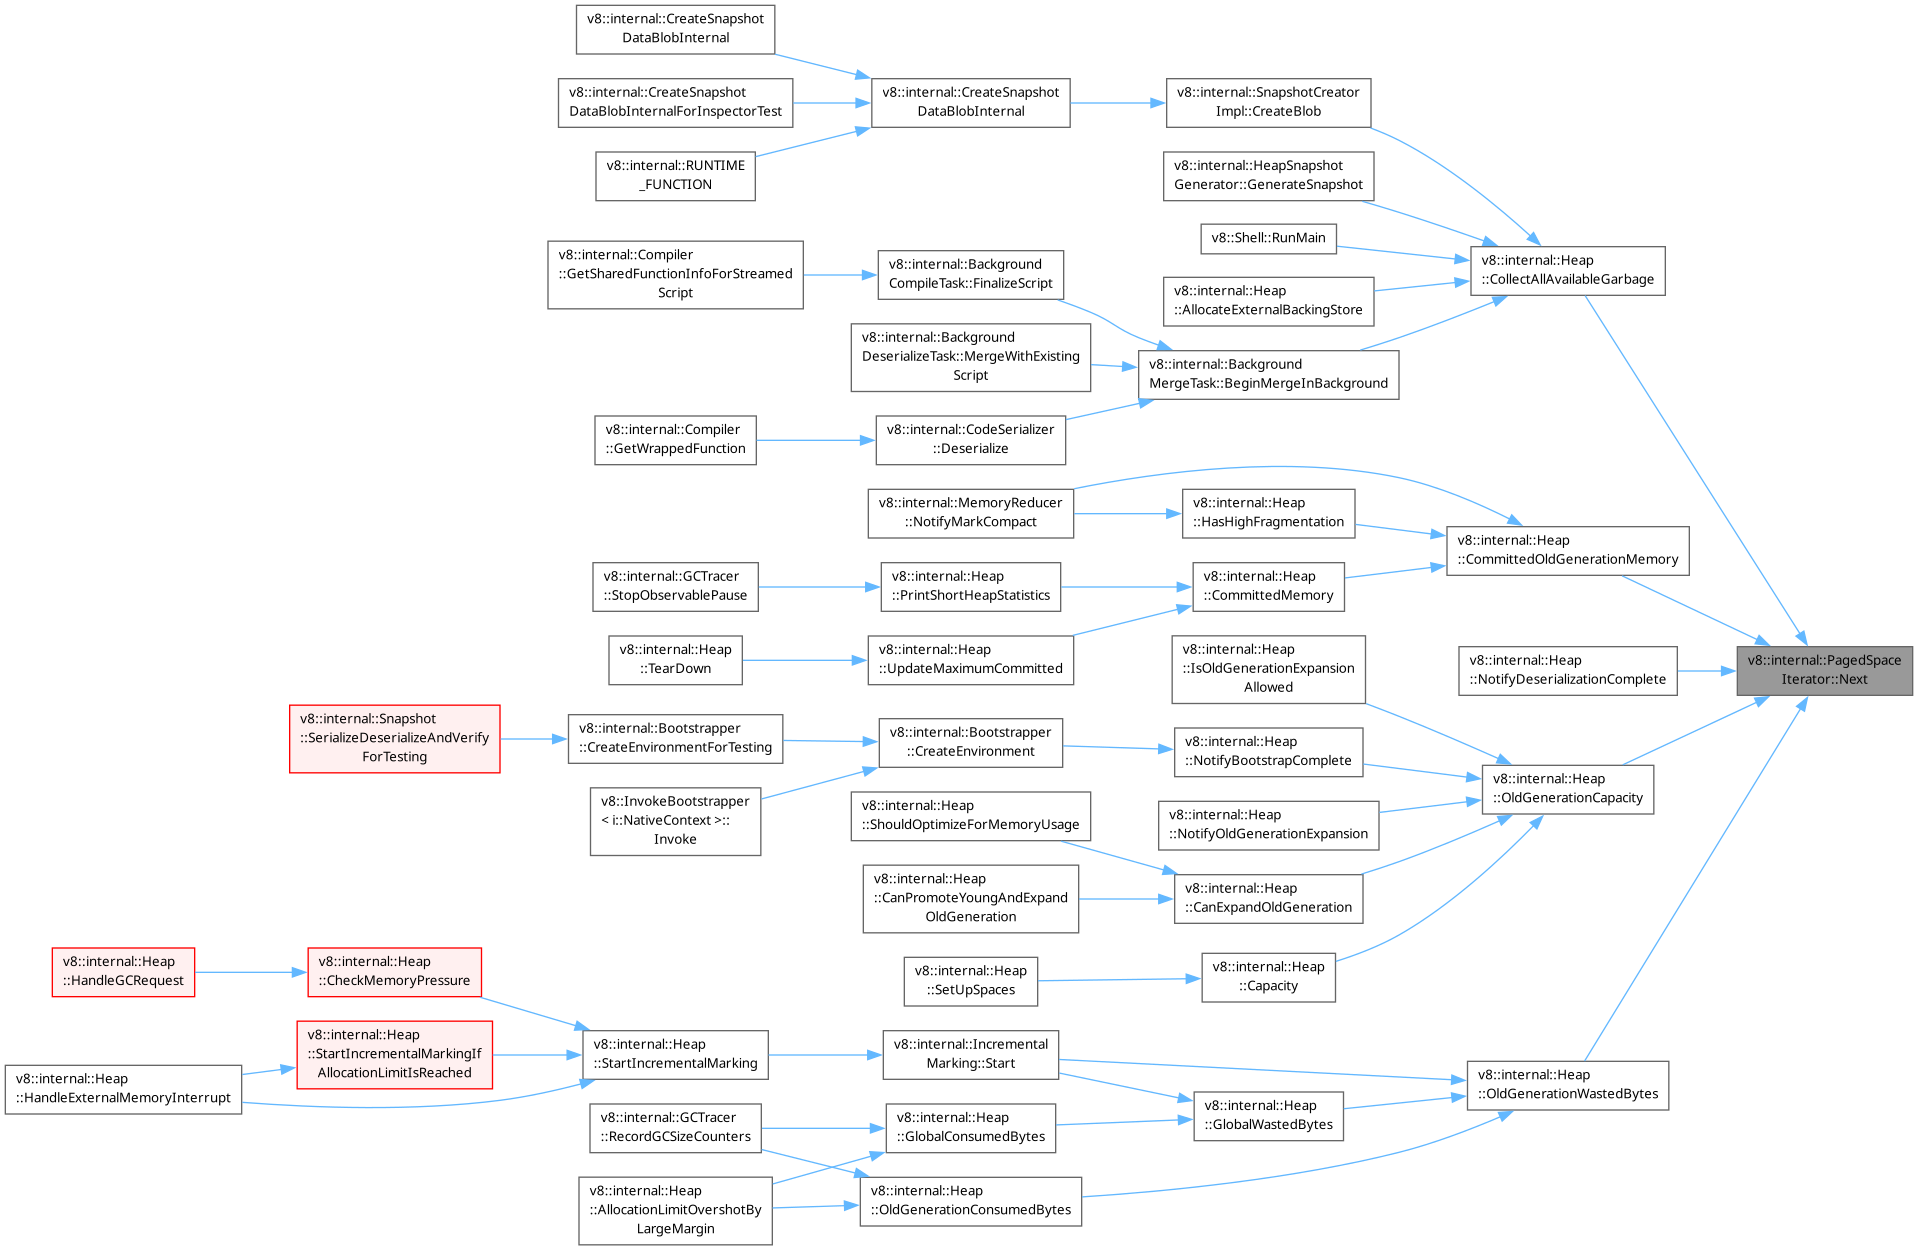 v8::internal::CreateSnapshot
DataBlobInternal
v8::internal::CreateSnapshot
DataBlobInternalForInspectorTest
v8::internal::CreateSnapshot
DataBlobInternal
v8::internal::SnapshotCreator
Impl::CreateBlob
v8::internal::RUNTIME
_FUNCTION
v8::internal::HeapSnapshot
Generator::GenerateSnapshot
v8::Shell::RunMain
v8::internal::Compiler
::GetSharedFunctionInfoForStreamed
Script
v8::internal::Background
CompileTask::FinalizeScript
v8::internal::Heap
::AllocateExternalBackingStore
v8::internal::Heap
::CollectAllAvailableGarbage
v8::internal::Background
DeserializeTask::MergeWithExisting
Script
v8::internal::Background
MergeTask::BeginMergeInBackground
v8::internal::Compiler
::GetWrappedFunction
v8::internal::CodeSerializer
::Deserialize
v8::internal::MemoryReducer
::NotifyMarkCompact
v8::internal::Heap
::HasHighFragmentation
v8::internal::Heap
::CommittedOldGenerationMemory
v8::internal::GCTracer
::StopObservablePause
v8::internal::Heap
::PrintShortHeapStatistics
v8::internal::Heap
::CommittedMemory
v8::internal::Heap
::TearDown
v8::internal::Heap
::UpdateMaximumCommitted
v8::internal::Heap
::IsOldGenerationExpansion
Allowed
v8::internal::Heap
::NotifyDeserializationComplete
v8::internal::PagedSpace
Iterator::Next
v8::internal::Snapshot
::SerializeDeserializeAndVerify
ForTesting
v8::internal::Bootstrapper
::CreateEnvironmentForTesting
v8::internal::Bootstrapper
::CreateEnvironment
v8::internal::Heap
::NotifyBootstrapComplete
v8::internal::Heap
::OldGenerationCapacity
v8::InvokeBootstrapper
< i::NativeContext >::
Invoke
v8::internal::Heap
::ShouldOptimizeForMemoryUsage
v8::internal::Heap
::NotifyOldGenerationExpansion
v8::internal::Heap
::CanPromoteYoungAndExpand
OldGeneration
v8::internal::Heap
::CanExpandOldGeneration
v8::internal::Heap
::HandleGCRequest
v8::internal::Heap
::CheckMemoryPressure
v8::internal::Heap
::SetUpSpaces
v8::internal::Heap
::Capacity
v8::internal::Heap
::StartIncrementalMarkingIf
AllocationLimitIsReached
v8::internal::Heap
::StartIncrementalMarking
v8::internal::Incremental
Marking::Start
v8::internal::Heap
::HandleExternalMemoryInterrupt
v8::internal::Heap
::OldGenerationWastedBytes
v8::internal::GCTracer
::RecordGCSizeCounters
v8::internal::Heap
::GlobalConsumedBytes
v8::internal::Heap
::GlobalWastedBytes
v8::internal::Heap
::AllocationLimitOvershotBy
LargeMargin
v8::internal::Heap
::OldGenerationConsumedBytes